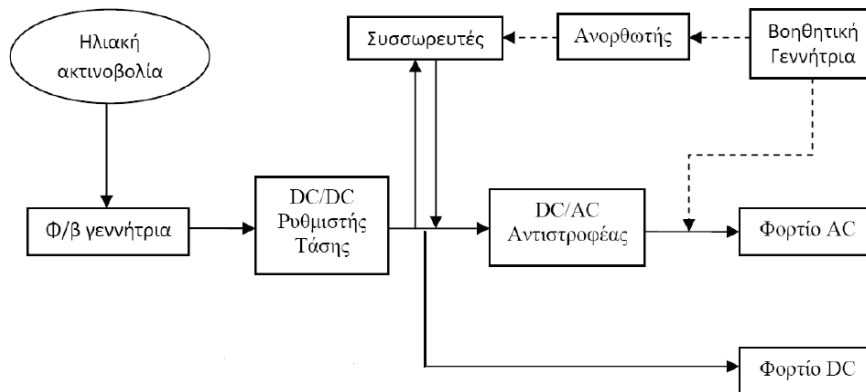 Ηλιακή
ακτινοβολία
Συσσωρευτές
Ανορθωτής
Βοηθητική
Γεννήτρια
Φ/β γεννήτρια
DC/DC
Ρυθμιστής
Τάσης
DC/AC
Αντιστροφέας
Φορτίο AC
Φορτίο DC